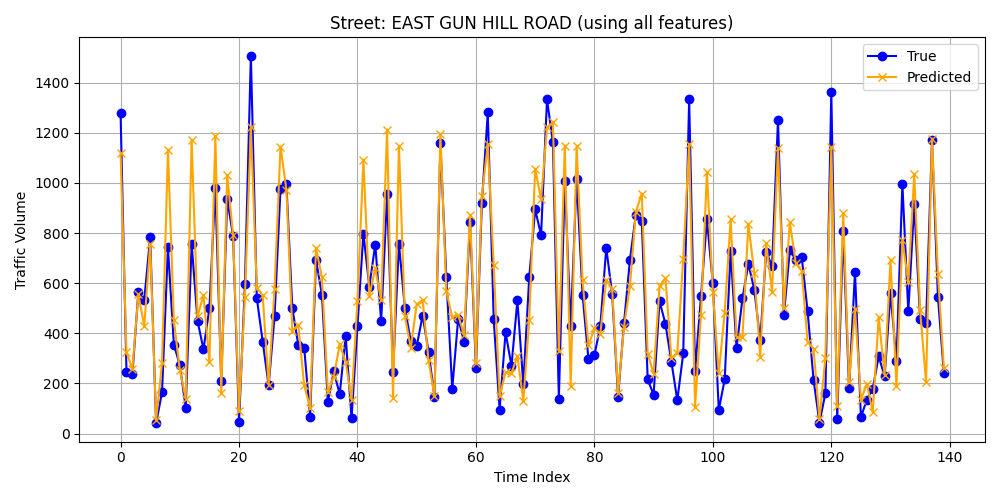 Street: EAST GUN HILL ROAD (using all features)
True
Predicted
Traffic Volume
1400
1200
1000
800
600
400
200
0
0 20 40 60 80 100 120 140
Time Index